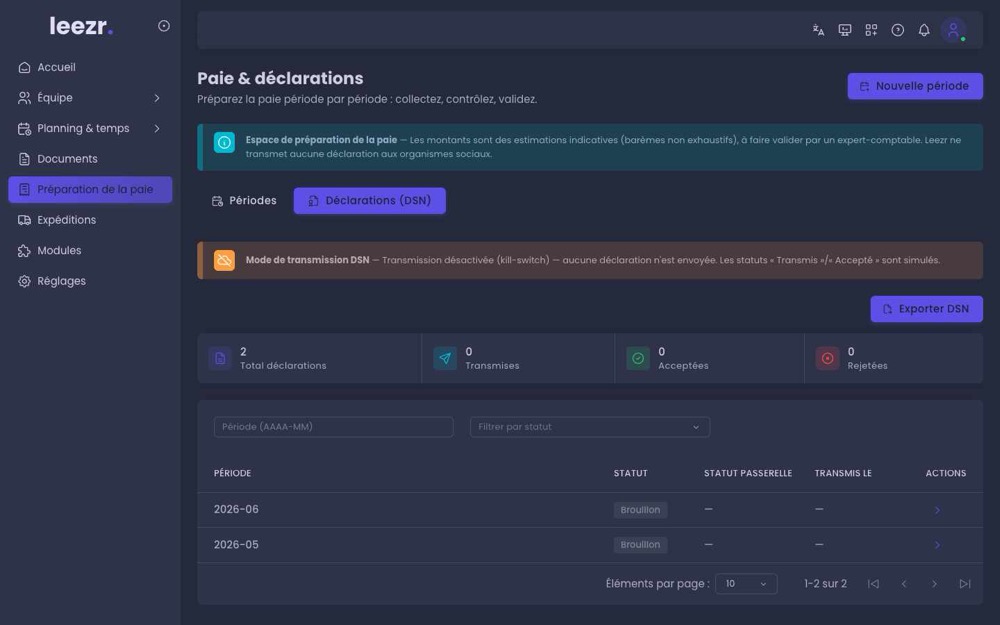 leezr.
Accueil
Équipe
Planning & temps
Documents
Préparation de la paie
Expéditions
Modules
Réglages
Paie & déclarations
Préparez la paie période par période : collectez, contrôlez, validez.
Nouvelle période
Espace de préparation de la paie — Les montants sont des estimations indicatives (barèmes non exhaustifs), à faire valider par un expert-comptable. Leezr ne
transmet aucune déclaration aux organismes sociaux.
Périodes
Déclarations (DSN)
Mode de transmission DSN — Transmission désactivée (kill-switch) — aucune déclaration n'est envoyée. Les statuts « Transmis »/« Accepté » sont simulés.
Exporter DSN
2
Total déclarations
0
Transmises
0
Acceptées
0
Rejetées
Période (AAAA-MM)
Filtrer par statut
PÉRIODE STATUT STATUT PASSERELLE TRANSMIS LE ACTIONS
2026-06 Brouillon — —
2026-05 Brouillon — —
Éléments par page : 10 1-2 sur 2